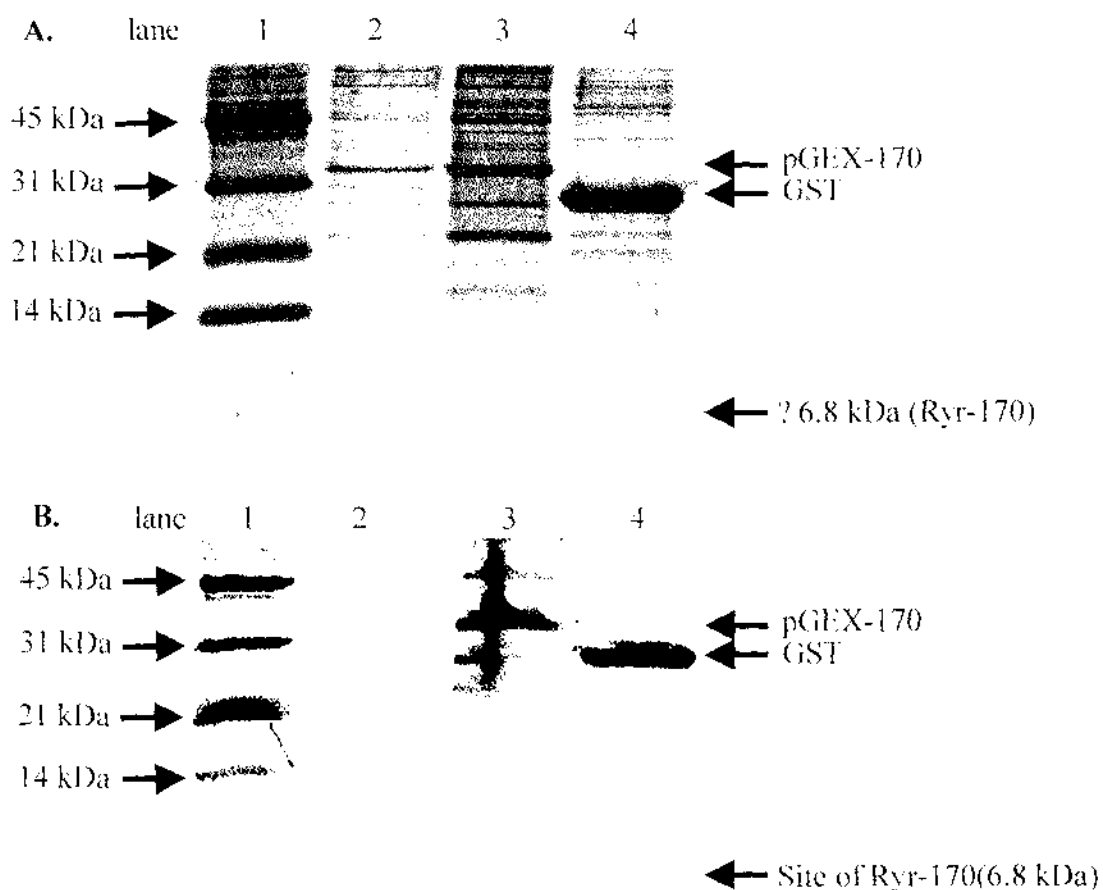 A. lane 1 2 3 4
45 kDa
pGEX-170
31 kDa
GST
21 kDa
14 kDa
? 6.8 kDa (Ryr-170)
B. lane 1 2 3 4
45 kDa
pGEX-170
31 kDa
GST
21 kDa
14 kDa
Site of Ryr-170(6.8 kDa)